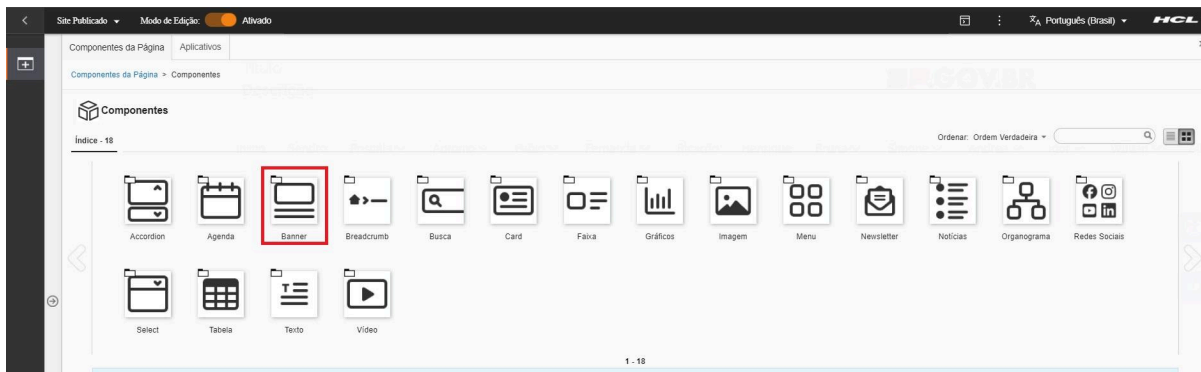 Site Publicado Modo de Edição: Ativado Português (Brasil) HCL
Componentes da Página Aplicativos
Componentes da Página > Componentes
Componentes
Índice - 18 Ordenar: Ordem Verdadeira
Accordion Agenda Banner Breadcrumb Busca Card Faixa Gráficos Imagem Menu Newsletter Notícias Organograma Redes Sociais
Select Tabela Texto Vídeo
1 - 18